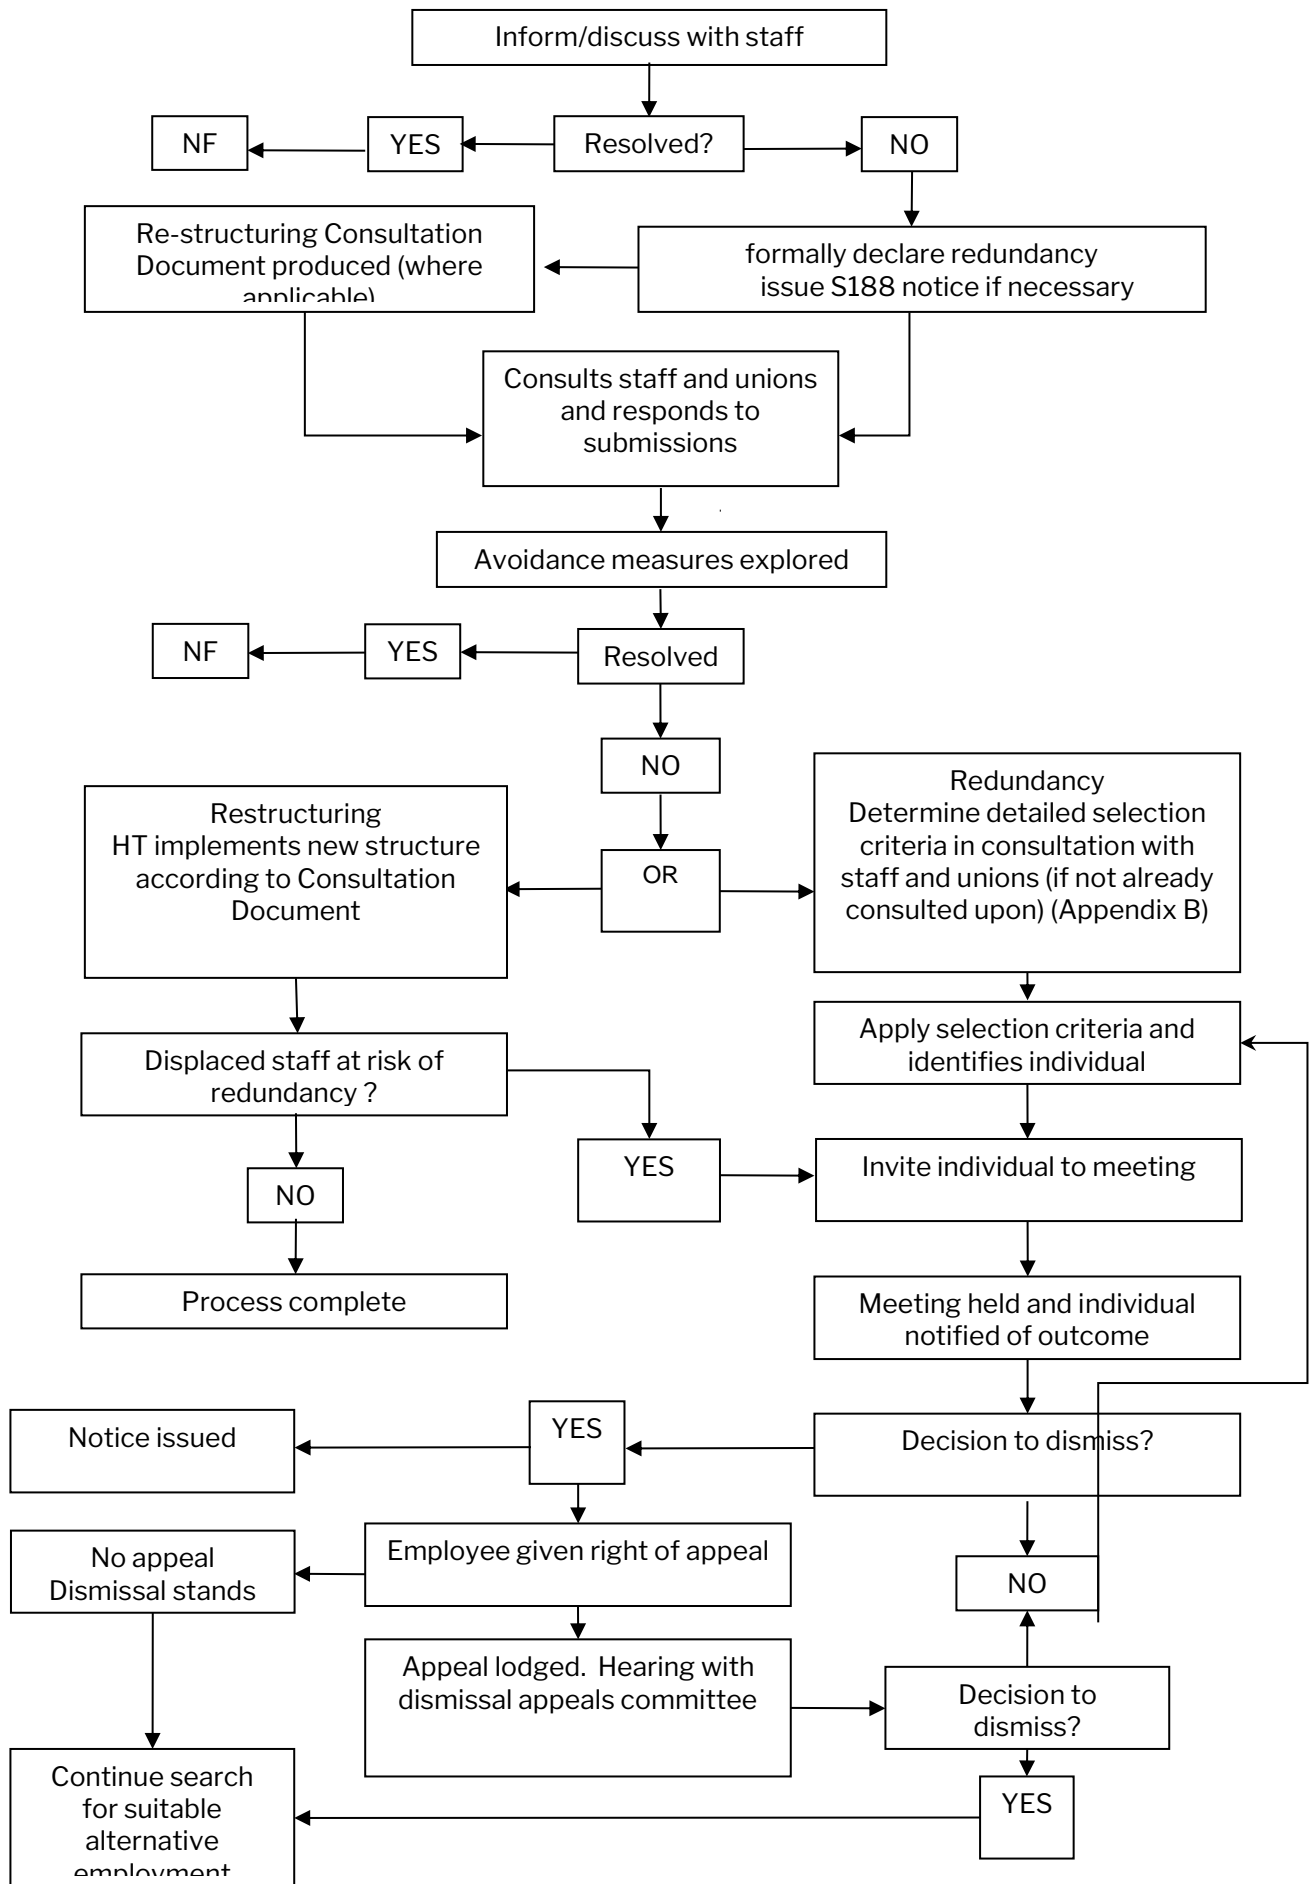 Inform/discuss with staff
NF
YES
Resolved?
NO
Re-structuring Consultation
Document produced (where
applicable)
formally declare redundancy
issue S188 notice if necessary
Consults staff and unions
and responds to
submissions
Avoidance measures explored
NF
YES
Resolved
NO
Restructuring
HT implements new structure
according to Consultation
Document
OR
Redundancy
Determine detailed selection
criteria in consultation with
staff and unions (if not already
consulted upon) (Appendix B)
Displaced staff at risk of
redundancy ?
Apply selection criteria and
identifies individual
YES
Invite individual to meeting
NO
Process complete
Meeting held and individual
notified of outcome
Notice issued
YES
Decision to dismiss?
No appeal
Dismissal stands
Employee given right of appeal
NO
Appeal lodged.  Hearing with
dismissal appeals committee
Decision to
dismiss?
Continue search
for suitable
alternative
employment
YES